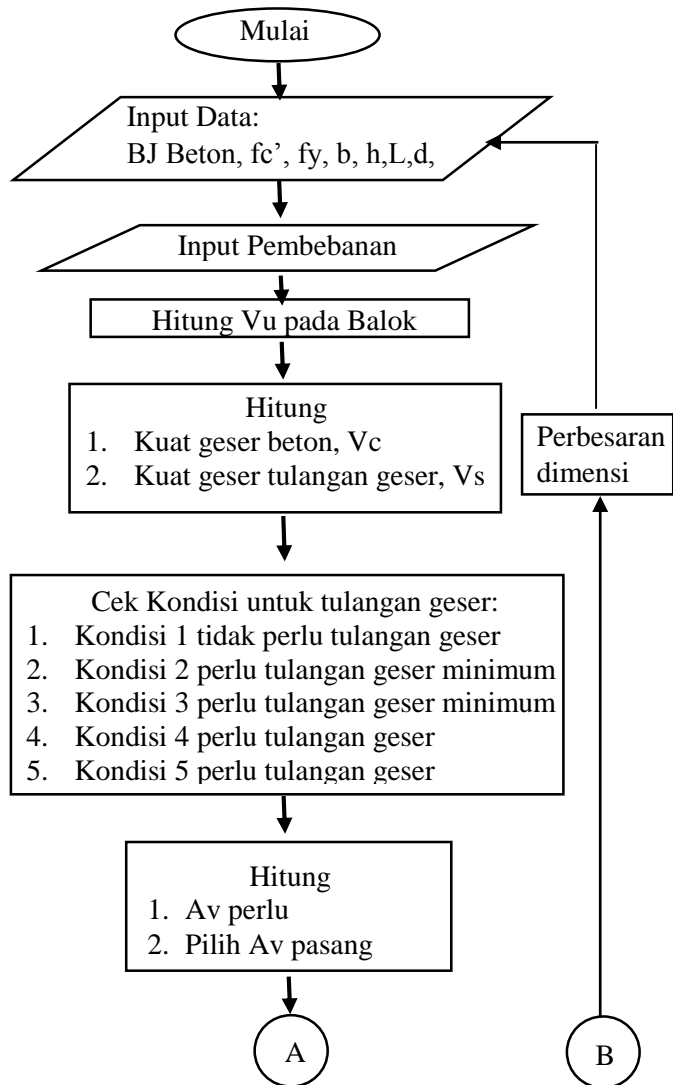 Mulai
Input Data:
BJ Beton, fc’, fy, b, h,L,d,
Input Pembebanan
Hitung Vu pada Balok
Hitung
1. Kuat geser beton, Vc
2. Kuat geser tulangan geser, Vs
Perbesaran
dimensi
Cek Kondisi untuk tulangan geser:
1. Kondisi 1 tidak perlu tulangan geser
2. Kondisi 2 perlu tulangan geser minimum
3. Kondisi 3 perlu tulangan geser minimum
4. Kondisi 4 perlu tulangan geser
5. Kondisi 5 perlu tulangan geser
Hitung
1. Av perlu
2. Pilih Av pasang
A
B